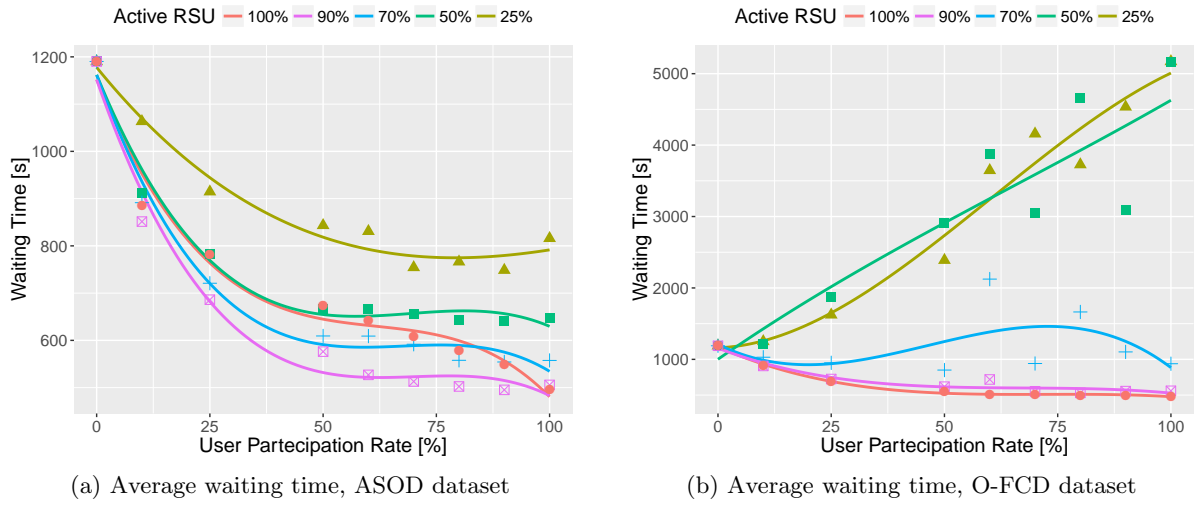 Active RSU 100% 90% 70% 50% 25%
1200
1000
800
600
Waiting Time [s]
0 25 50 75 100
User Partecipation Rate [%]
(a) Average waiting time, ASOD dataset
Active RSU 100% 90% 70% 50% 25%
5000
4000
3000
2000
1000
Waiting Time [s]
0 25 50 75 100
User Partecipation Rate [%]
(b) Average waiting time, O-FCD dataset